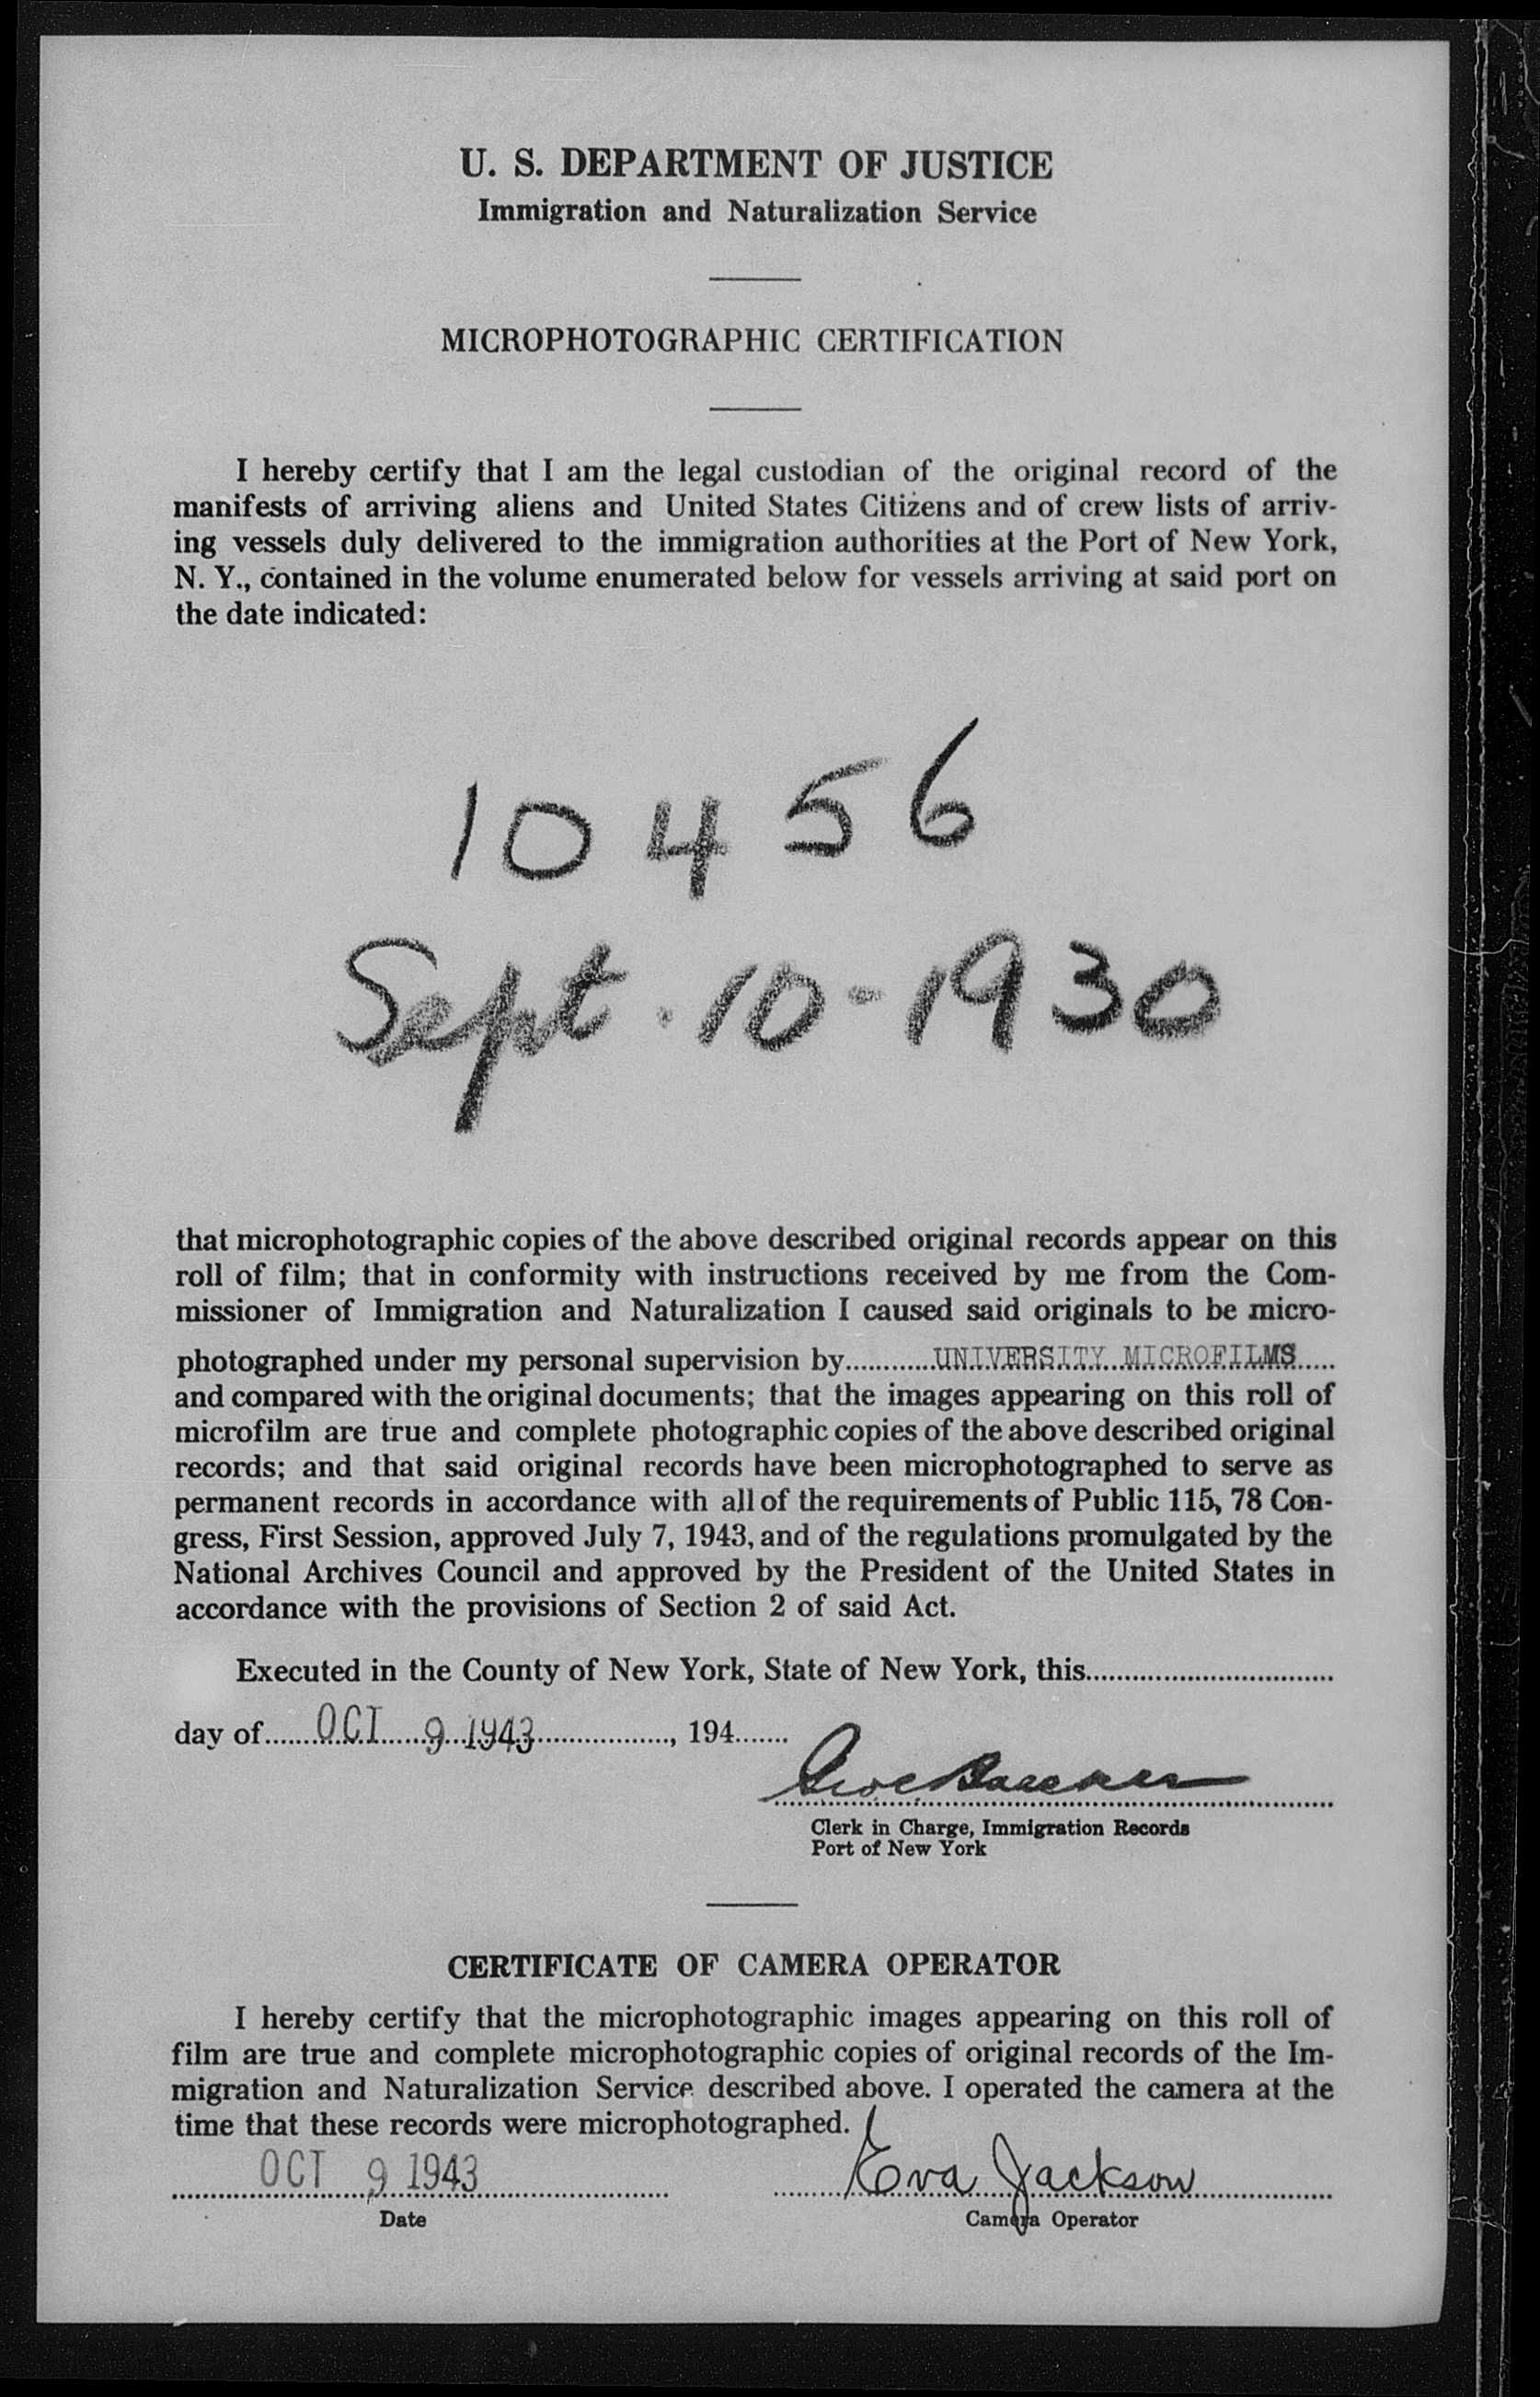 U. S. DEPARTMENT OF JUSTICE
Immigration and Naturalization Service
MICROPHOTOGRAPHIC CERTIFICATION
I hereby certify that I am the legal custodian of the original record of the
manifests of arriving aliens and United States Citizens and of crew lists of arriv-
ing vessels duly delivered to the immigration authorities at the Port of New York,
N. Y., contained in the volume enumerated below for vessels arriving at said port on
the date indicated:
10456
Sept. 10-1930
that microphotographic copies of the above described original records appear on this
roll of film; that in conformity with instructions received by me from the Com-
missioner of Immigration and Naturalization I caused said originals to be micro-
photographed under my personal supervision by............UNIVERSITY MICROFILMS.....
and compared with the original documents; that the images appearing on this roll of
microfilm are true and complete photographic copies of the above described original
records; and that said original records have been microphotographed to serve as
permanent records in accordance with all of the requirements of Public 115, 78 Con-
gress, First Session, approved July 7, 1943, and of the regulations promulgated by the
National Archives Council and approved by the President of the United States in
accordance with the provisions of Section 2 of said Act.
Executed in the County of New York, State of New York, this................................
day of......OCT 9 1943................., 194.......
Clerk in Charge, Immigration Records
Port of New York
CERTIFICATE OF CAMERA OPERATOR
I hereby certify that the microphotographic images appearing on this roll of
film are true and complete microphotographic copies of original records of the Im-
migration and Naturalization Service described above. I operated the camera at the
time that these records were microphotographed.
OCT 9 1943 Eva Jackson
Date Camera Operator